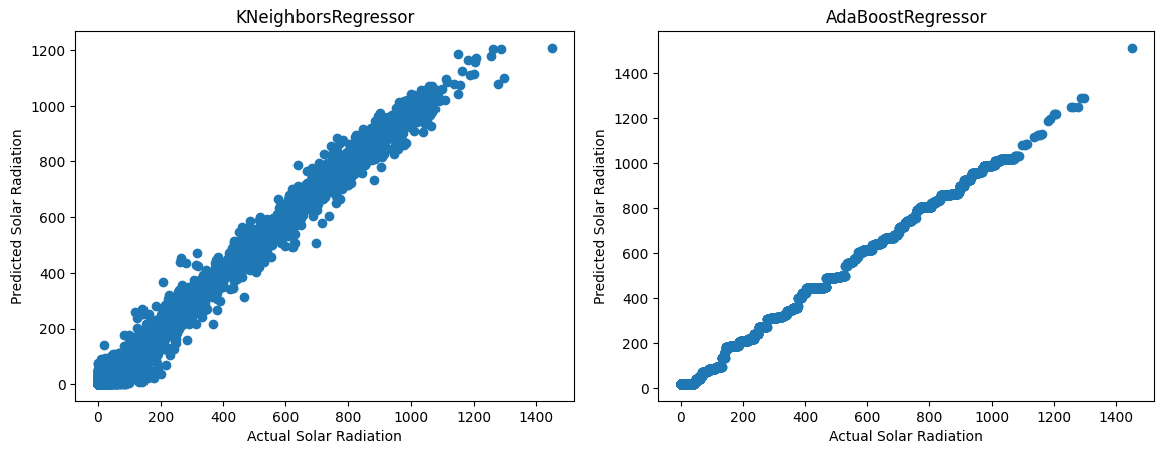 KNeighborsRegressor
1200
1000
800
600
400
200
0
Predicted Solar Radiation
0 200 400 600 800 1000 1200 1400
Actual Solar Radiation
AdaBoostRegressor
1400
1200
1000
800
600
400
200
0
Predicted Solar Radiation
0 200 400 600 800 1000 1200 1400
Actual Solar Radiation